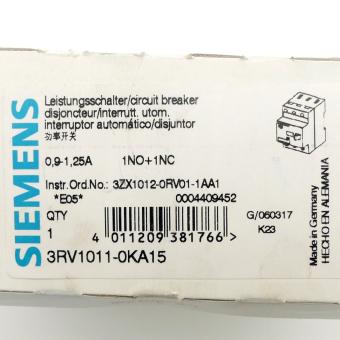 SIEMENS
Leistungsschalter/circuit breaker
disjoncteur/interrutt. utom.
interruptor automático/disjuntor
功率开关
0,9-1,25A 1NO+1NC
Instr.Ord.No.: 3ZX1012-0RV01-1AA1
*E05* 0004409452
QTY G/060317
1 4 011209 381766 > K23
3RV1011-0KA15
Made in Germany
HECHO EN ALEMANIA